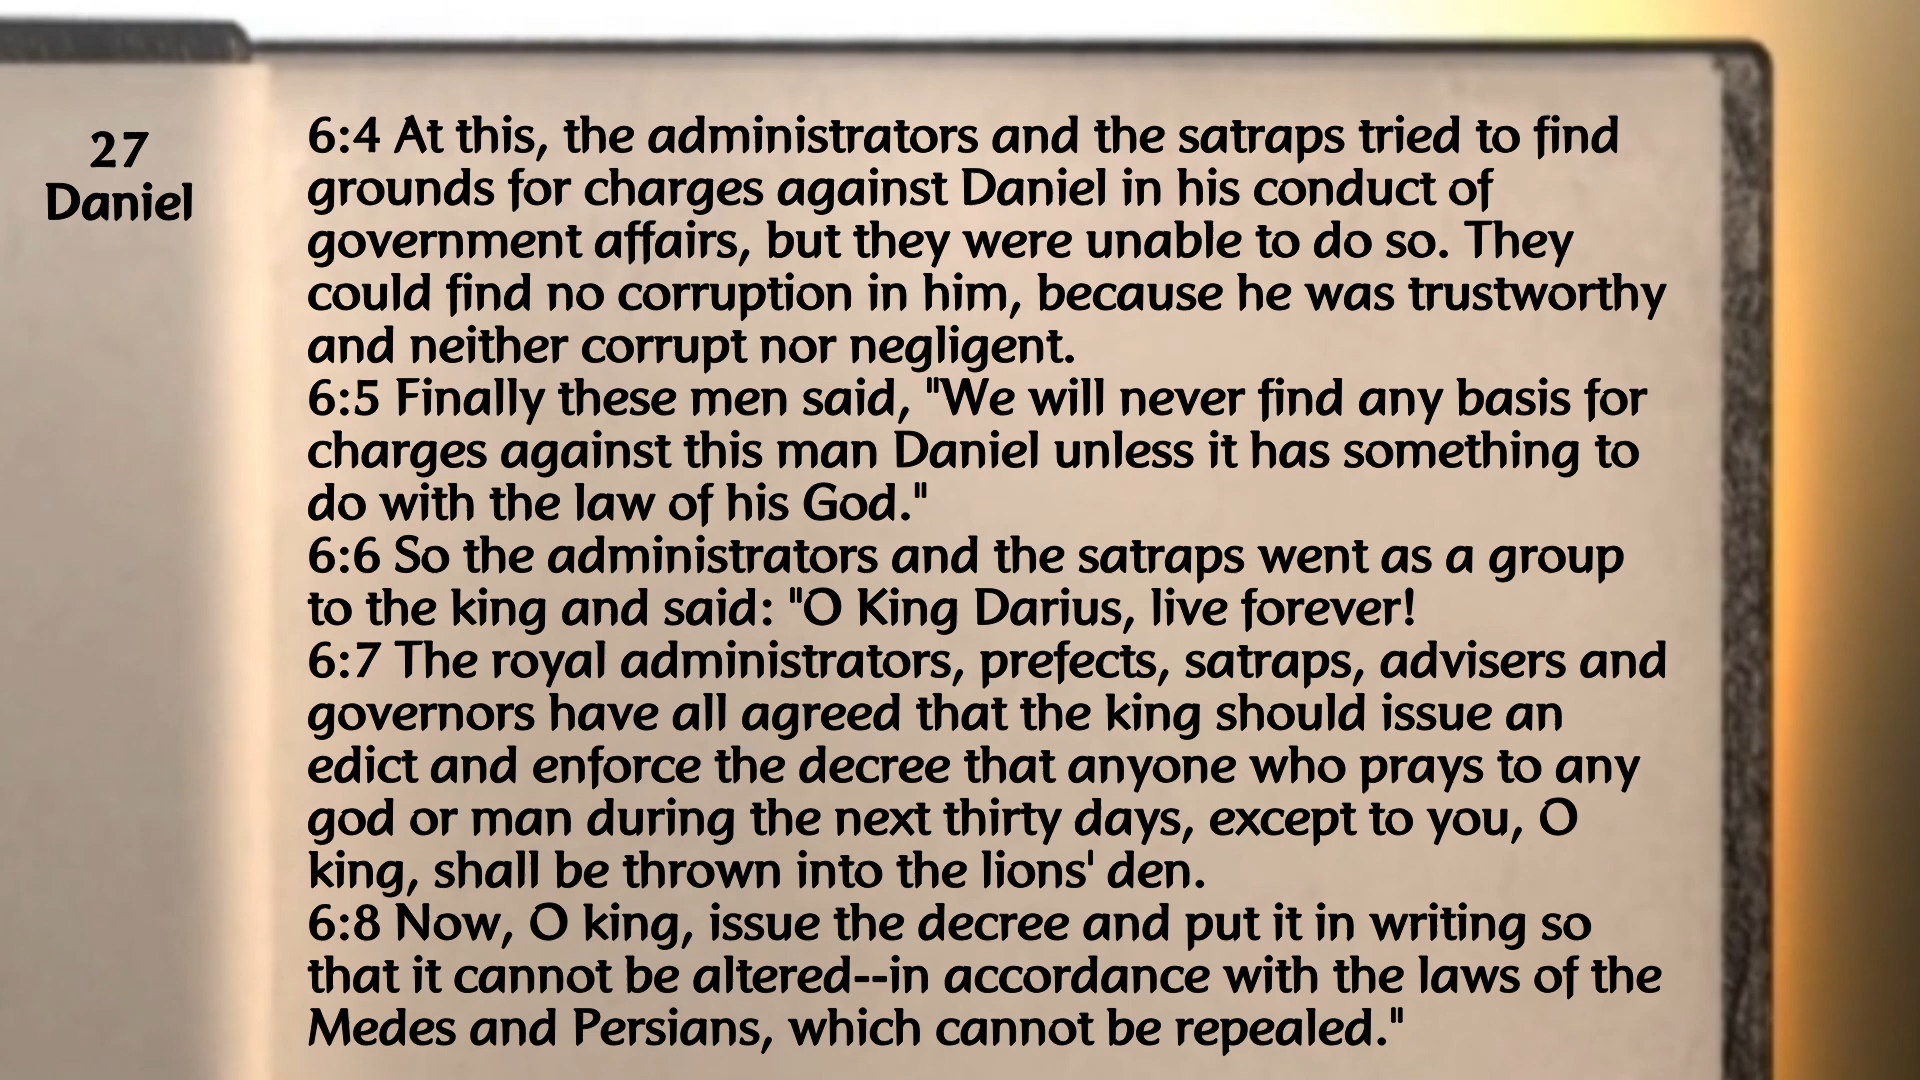 27
Daniel
6:4 At this, the administrators and the satraps tried to find
grounds for charges against Daniel in his conduct of
government affairs, but they were unable to do so. They
could find no corruption in him, because he was trustworthy
and neither corrupt nor negligent.
6:5 Finally these men said, "We will never find any basis for
charges against this man Daniel unless it has something to
do with the law of his God."
6:6 So the administrators and the satraps went as a group
to the king and said: "O King Darius, live forever!
6:7 The royal administrators, prefects, satraps, advisers and
governors have all agreed that the king should issue an
edict and enforce the decree that anyone who prays to any
god or man during the next thirty days, except to you, O
king, shall be thrown into the lions' den.
6:8 Now, O king, issue the decree and put it in writing so
that it cannot be altered--in accordance with the laws of the
Medes and Persians, which cannot be repealed."